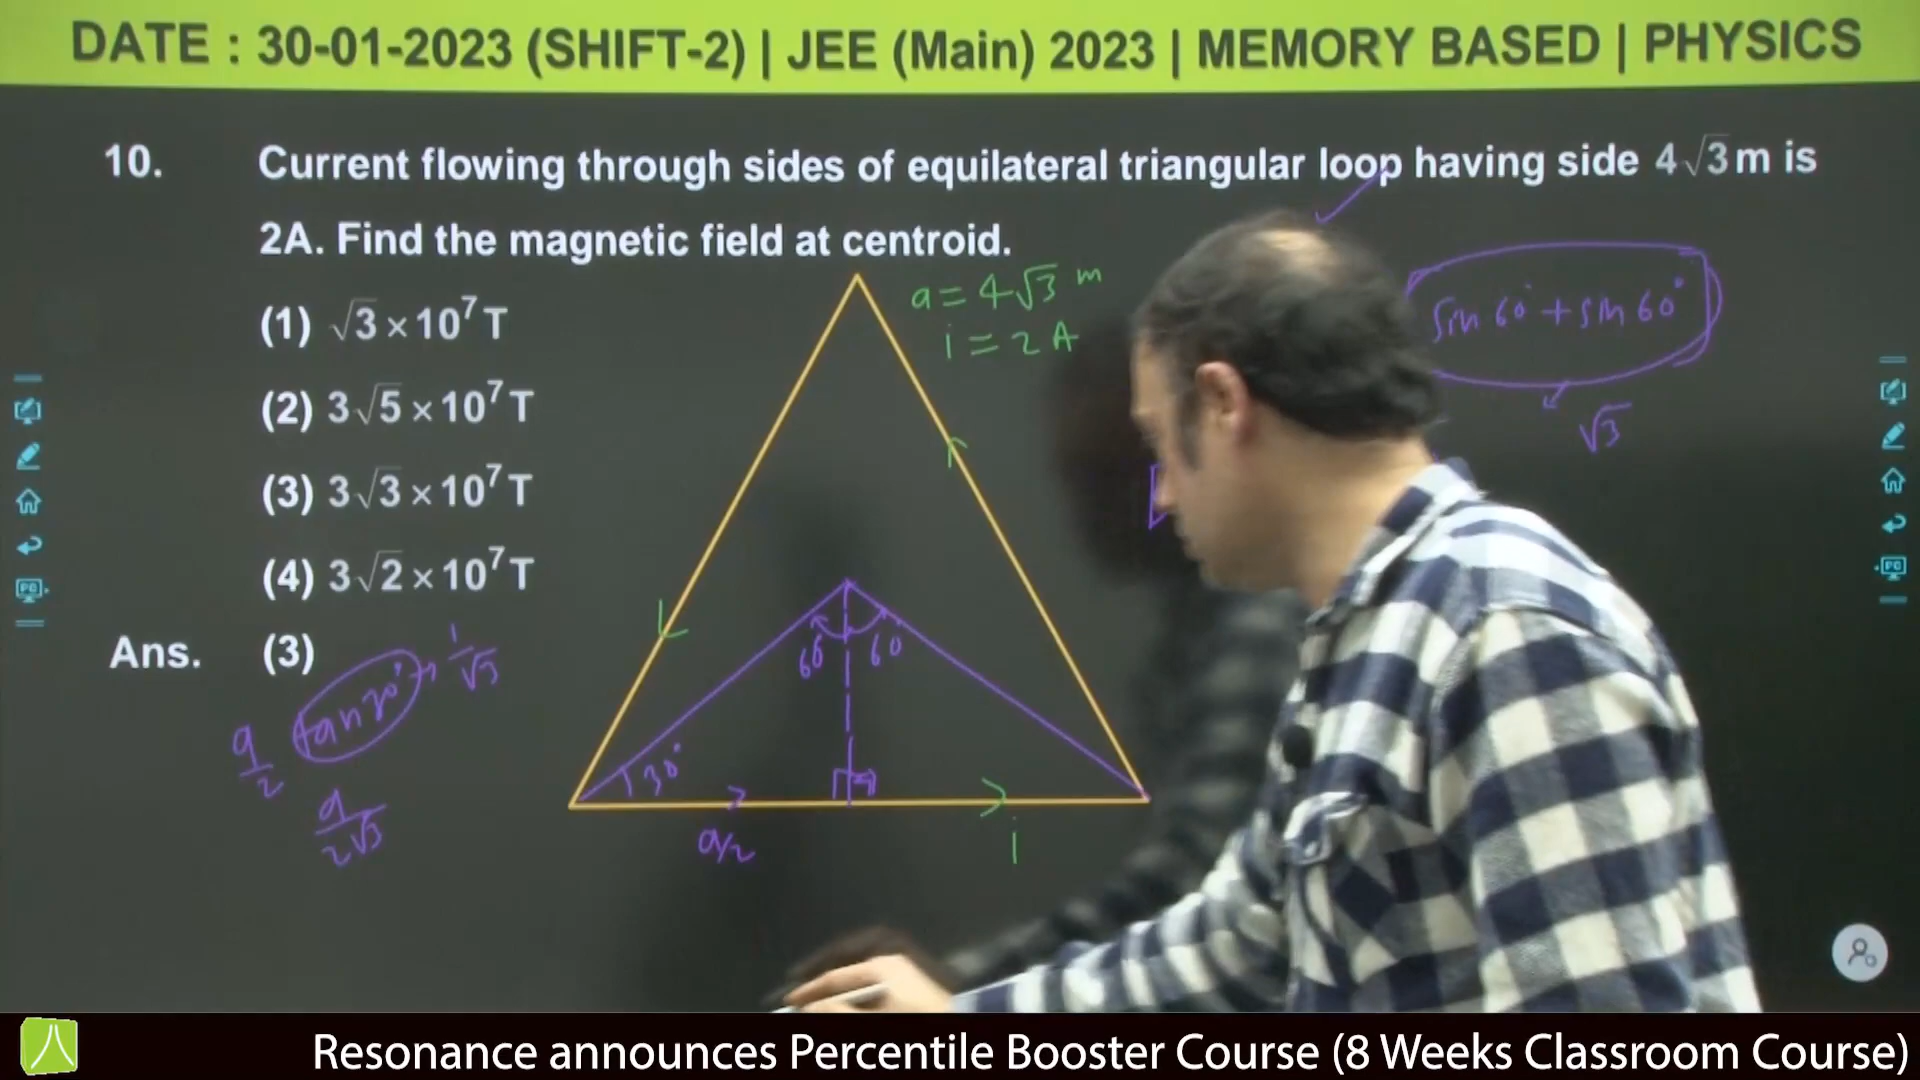 DATE : 30-01-2023 (SHIFT-2) | JEE (Main) 2023 | MEMORY BASED | PHYSICS
10. Current flowing through sides of equilateral triangular loop having side 4√3 m is
2A. Find the magnetic field at centroid.
(1) √3 × 10⁷ T
(2) 3√5 × 10⁷ T
(3) 3√3 × 10⁷ T
(4) 3√2 × 10⁷ T
Ans. (3)
a = 4√3 m
i = 2 A
sin 60° + sin 60°
√3
a/2 tan 30° → 1/√3
a/2√3
60 60
30°
a/2
i
Resonance announces Percentile Booster Course (8 Weeks Classroom Course)